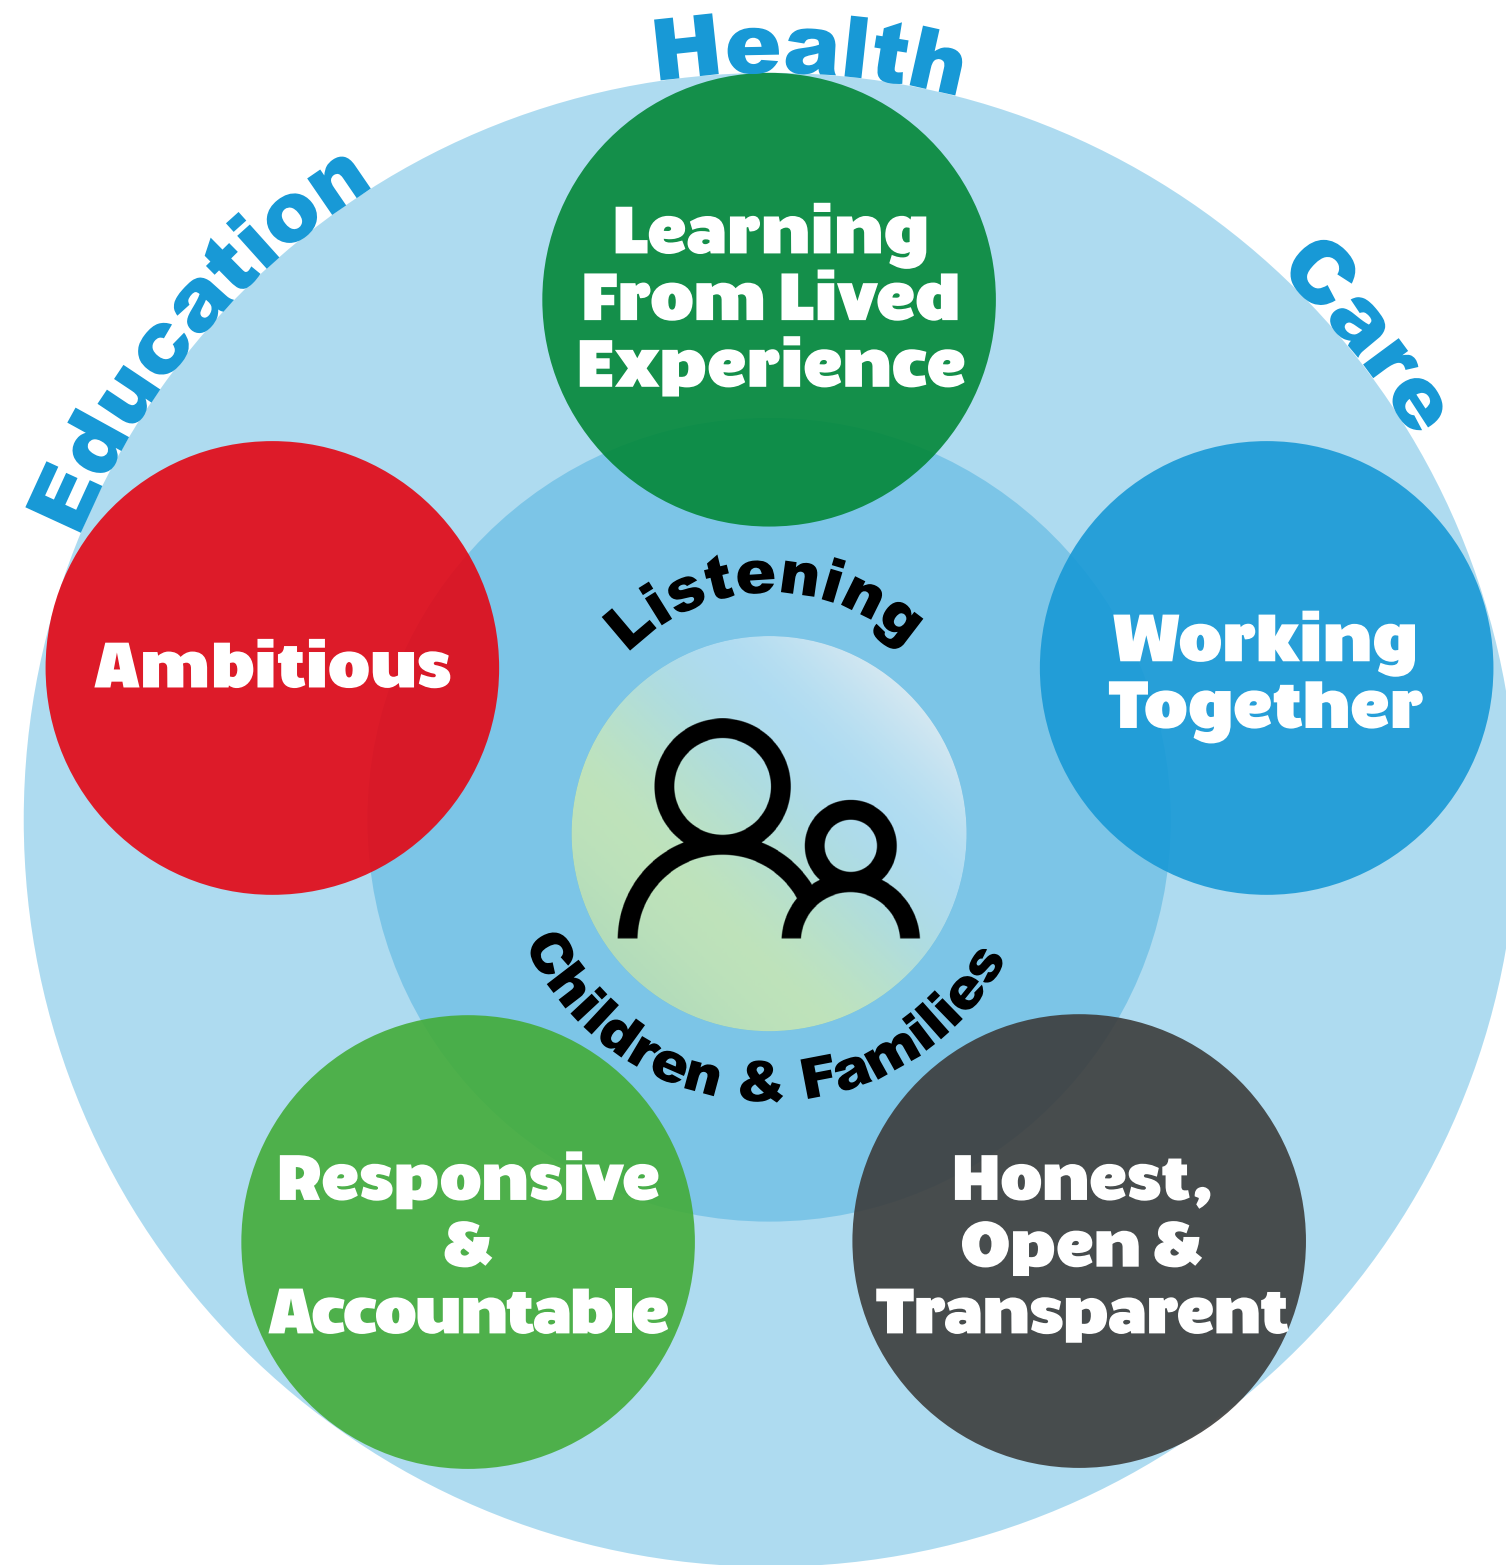 Health
Education
Care
Learning
From Lived
Experience
Ambitious
Working
Together
Listening
Children & Families
Responsive
&
Accountable
Honest,
Open &
Transparent